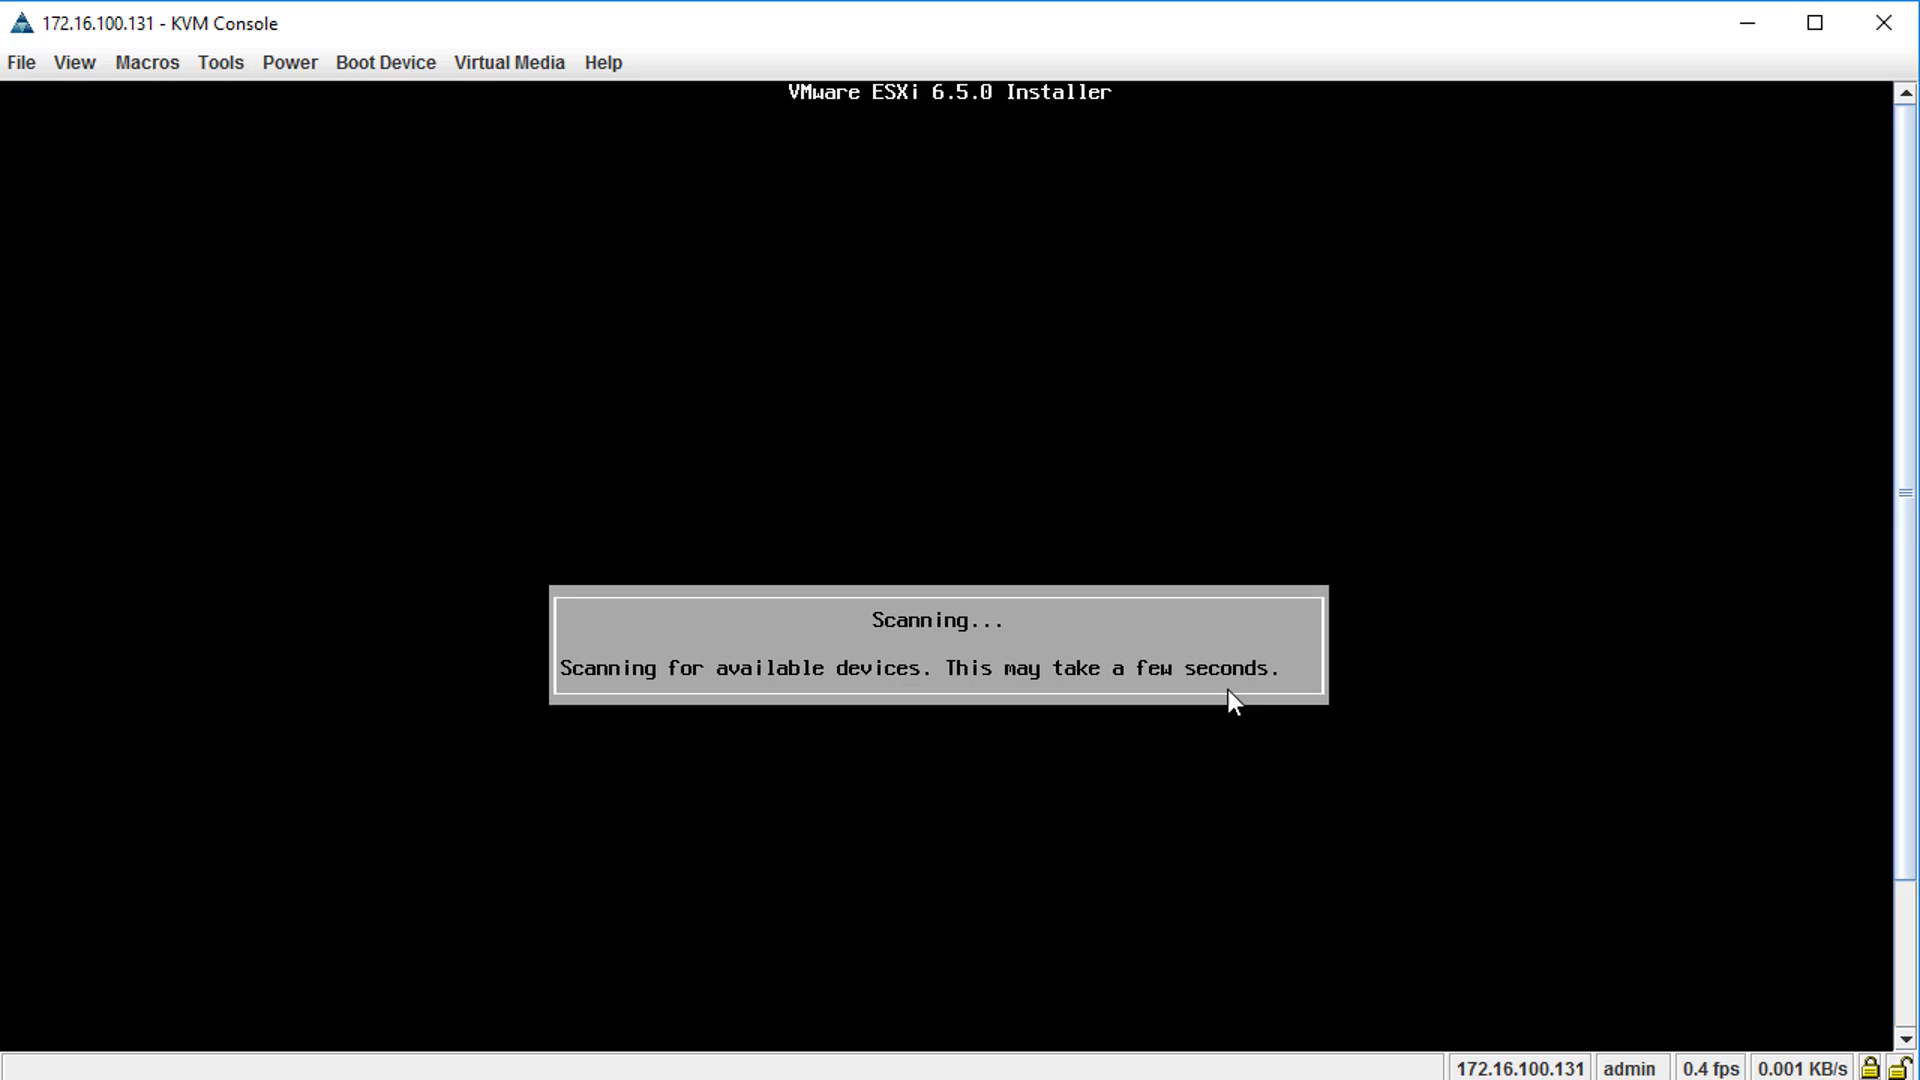 172.16.100.131 - KVM Console
File View Macros Tools Power Boot Device Virtual Media Help
VMware ESXi 6.5.0 Installer
Scanning...
Scanning for available devices. This may take a few seconds.
172.16.100.131 admin 0.4 fps 0.001 KB/s